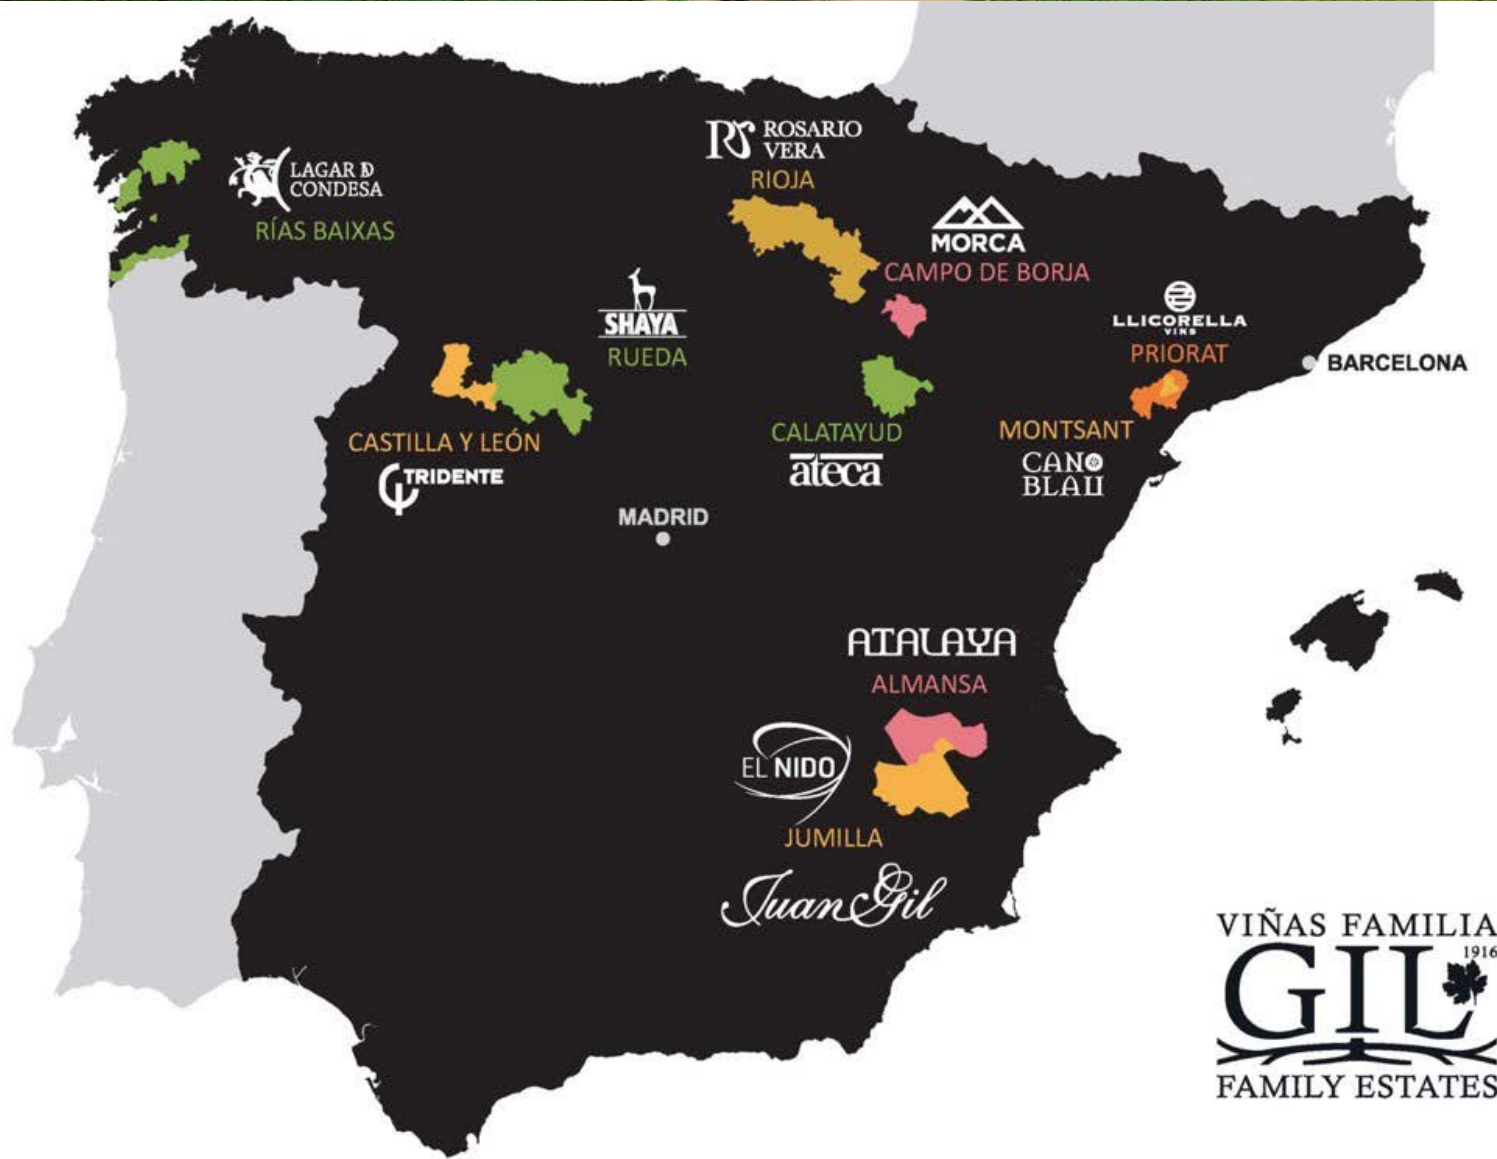 ROSARIO
VERA
RIOJA
LAGAR D
CONDESA
RÍAS BAIXAS
MORCA
CAMPO DE BORJA
SHAYA
RUEDA
LLICORELLA
VINS
PRIORAT
BARCELONA
CASTILLA Y LEÓN
TRIDENTE
CALATAYUD
ateca
MONTSANT
CAN
BLAU
MADRID
ATALAYA
ALMANSA
EL NIDO
JUMILLA
Juan Gil
VIÑAS FAMILIA
1916
GIL
FAMILY ESTATES